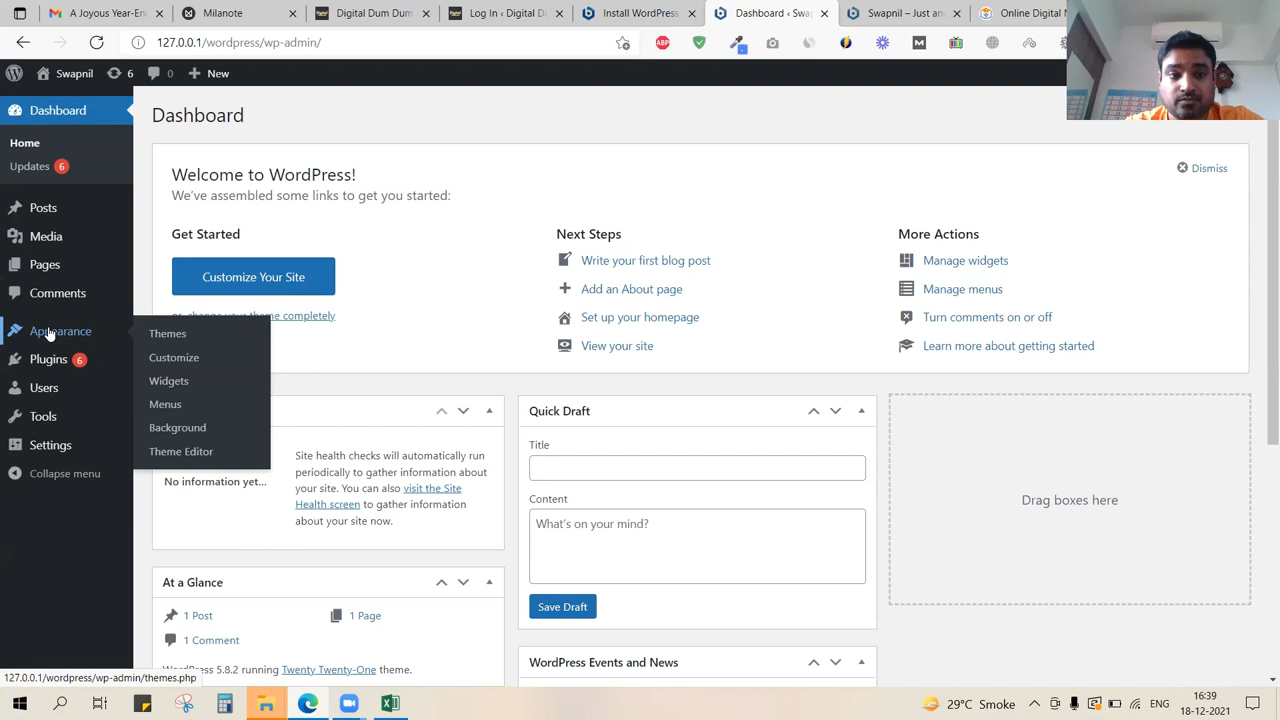 A Joyous Year-En
Milanote
Digital Dum Dum
Log In ‹ Digital D
Install WordPress
Dashboard ‹ Swap
Swapnil – Just an
Online Digital M
127.0.0.1/wordpress/wp-admin/
ABP
Swapnil
6
0
New
Dashboard
Home
Updates 6
Posts
Media
Pages
Comments
Appearance
Plugins 6
Users
Tools
Settings
Collapse menu
Themes
Customize
Widgets
Menus
Background
Theme Editor
Dashboard
Welcome to WordPress!
We've assembled some links to get you started:
Dismiss
Get Started
Customize Your Site
or, change your theme completely
Next Steps
Write your first blog post
Add an About page
Set up your homepage
View your site
More Actions
Manage widgets
Manage menus
Turn comments on or off
Learn more about getting started
No information yet...
Site health checks will automatically run
periodically to gather information about
your site. You can also visit the Site
Health screen to gather information
about your site now.
At a Glance
1 Post
1 Page
1 Comment
WordPress 5.8.2 running Twenty Twenty-One theme.
Quick Draft
Title
Content
What's on your mind?
Save Draft
WordPress Events and News
Drag boxes here
127.0.0.1/wordpress/wp-admin/themes.php
29°C Smoke
ENG
16:39
18-12-2021